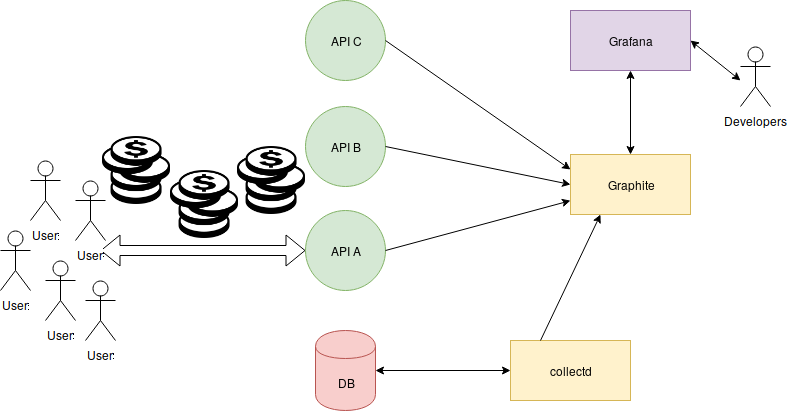 API C
Grafana
Developers
API B
Graphite
$
$
$
User:
User:
User:
User:
User:
API A
DB
collectd